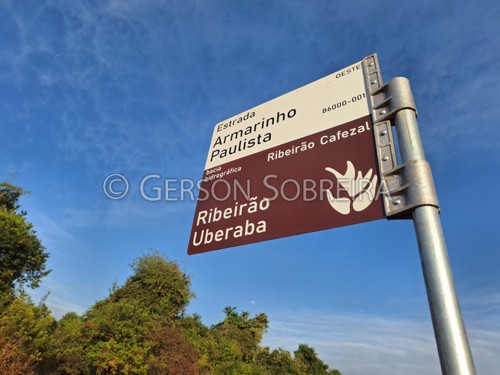 OESTE
Estrada
Armarinho
Paulista
86000-001
Ribeirão Cafezal
bacia
hidrográfica
© GERSON SOBREIRA
Ribeirão
Uberaba